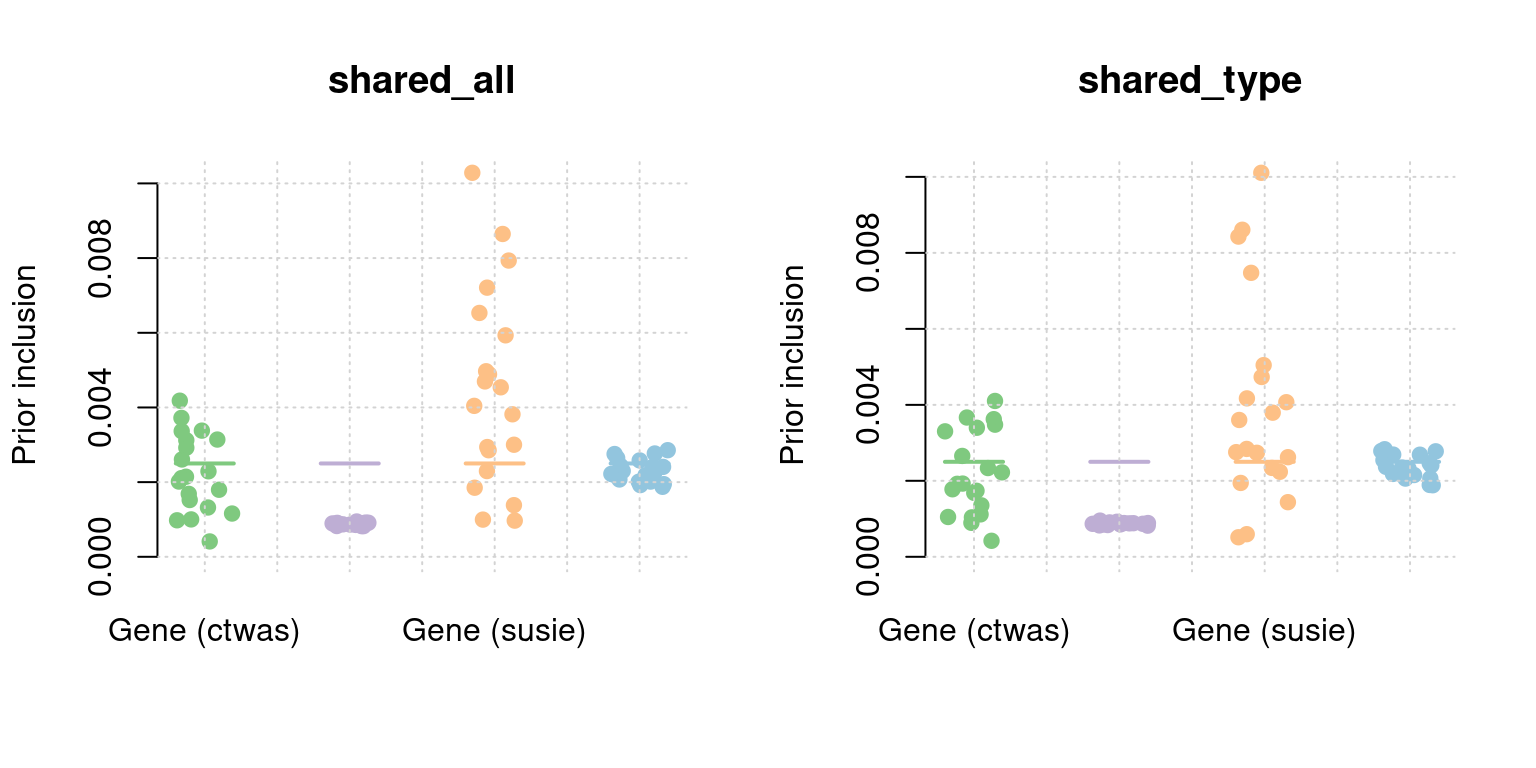 shared_all
Prior inclusion
0.008
0.004
0.000
Gene (ctwas)
Gene (susie)
shared_type
Prior inclusion
0.008
0.004
0.000
Gene (ctwas)
Gene (susie)